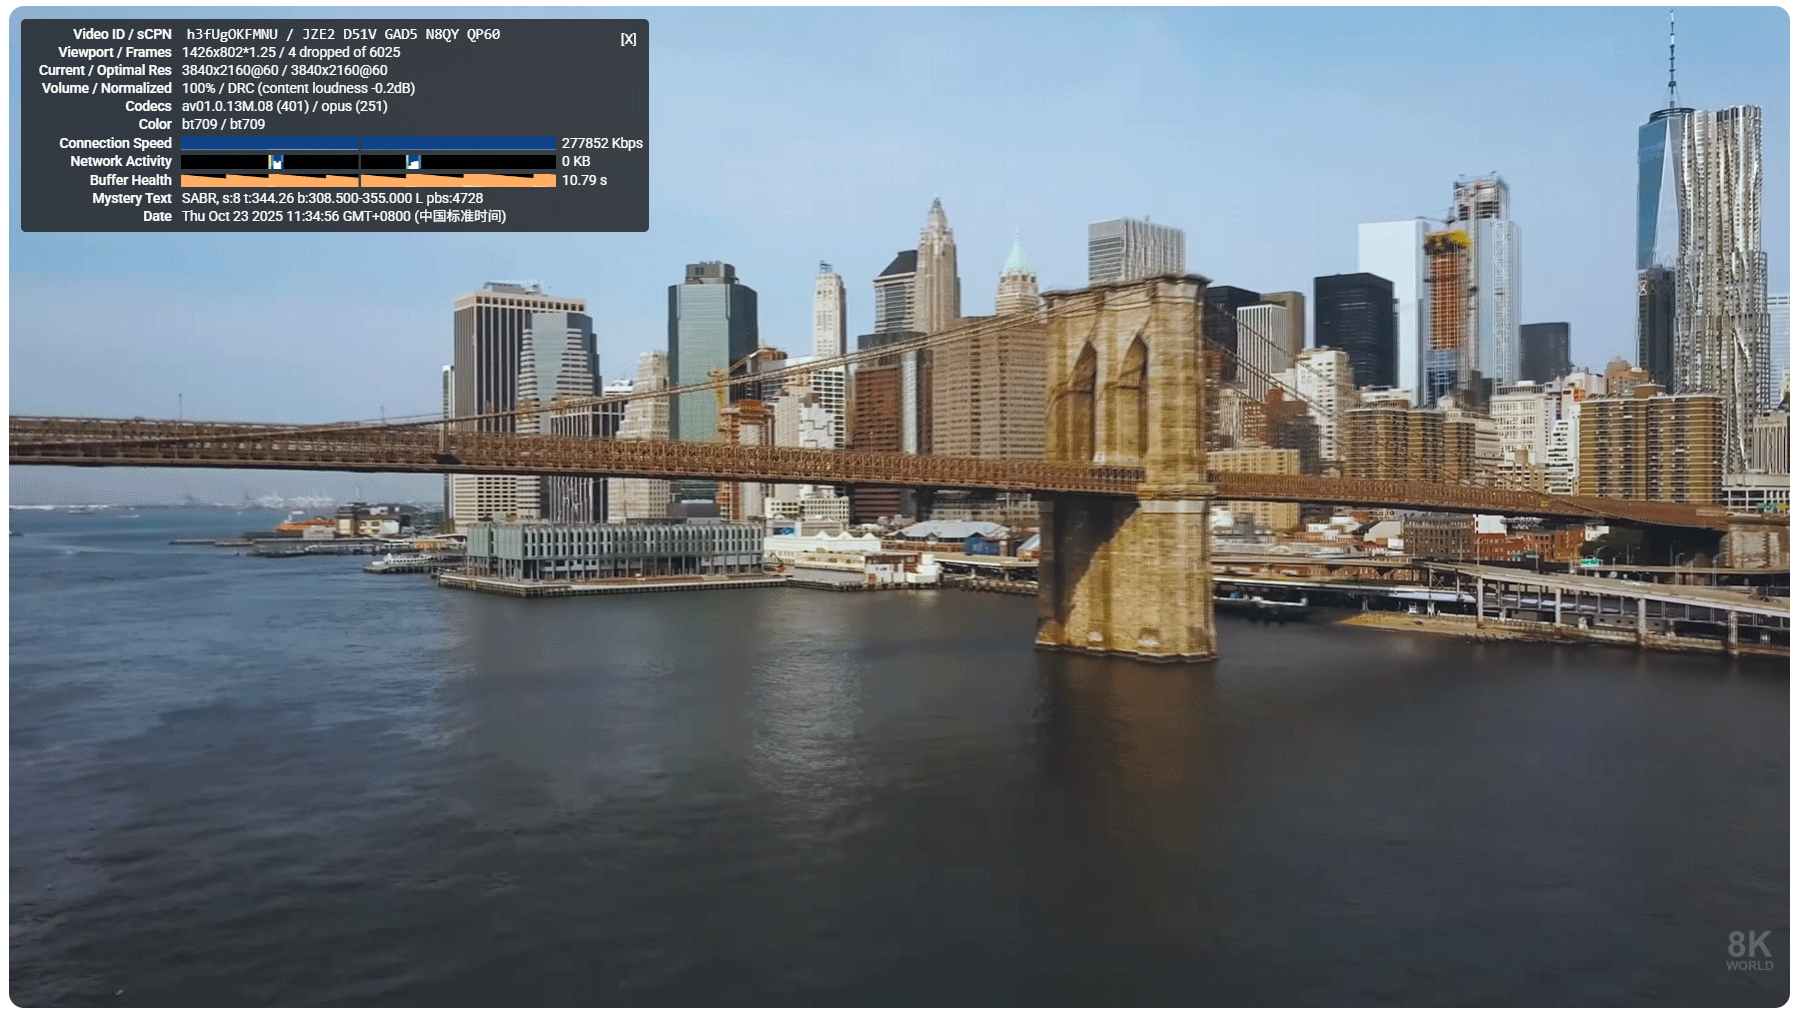 Video ID / sCPN h3fUgOKFMNU / JZE2 D51V GAD5 N8QY QP60
[X]
Viewport / Frames 1426x802*1.25 / 4 dropped of 6025
Current / Optimal Res 3840x2160@60 / 3840x2160@60
Volume / Normalized 100% / DRC (content loudness -0.2dB)
Codecs av01.0.13M.08 (401) / opus (251)
Color bt709 / bt709
Connection Speed 277852 Kbps
Network Activity 0 KB
Buffer Health 10.79 s
Mystery Text SABR, s:8 t:344.26 b:308.500-355.000 L pbs:4728
Date Thu Oct 23 2025 11:34:56 GMT+0800 (中国标准时间)
8K
WORLD